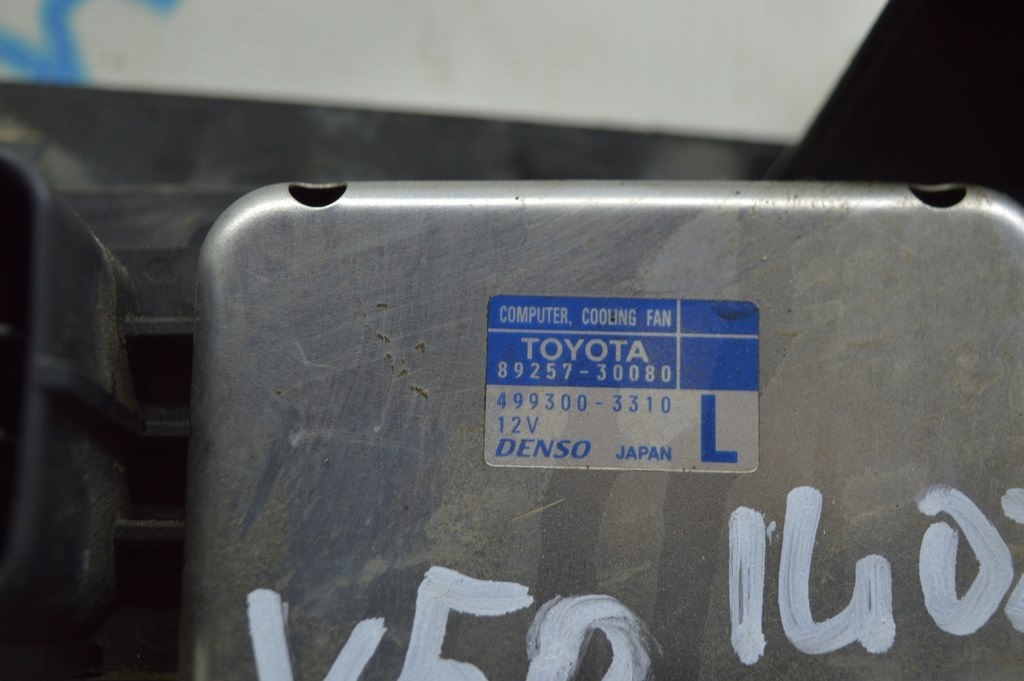 COMPUTER, COOLING FAN
TOYOTA
89257-30080
499300-3310
12V
L
DENSO JAPAN